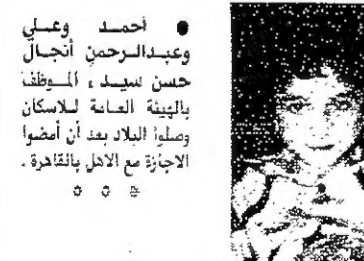 ● أحمد وعلي
وعبدالرحمن أنجال
حسن سيد ، الموظف
بالهيئة العامة للاسكان
وصلوا البلاد بعد أن أمضوا
الاجازة مع الاهل بالقاهرة .